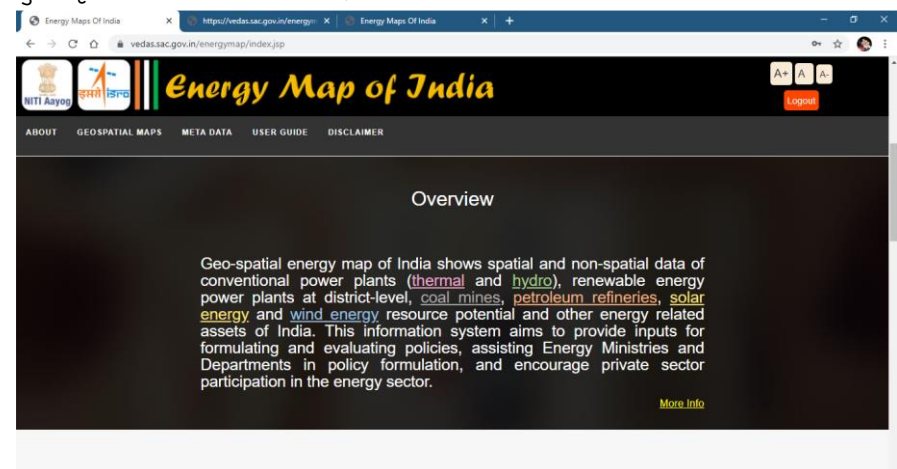 Energy Maps Of India
https://vedas.sac.gov.in/energym
Energy Maps Of India
vedas.sac.gov.in/energymap/index.jsp
NITI Aayog
इसरो isro
Energy Map of India
A+ A A-
Logout
ABOUT GEOSPATIAL MAPS META DATA USER GUIDE DISCLAIMER
Overview
Geo-spatial energy map of India shows spatial and non-spatial data of
conventional power plants (thermal and hydro), renewable energy
power plants at district-level, coal mines, petroleum refineries, solar
energy and wind energy resource potential and other energy related
assets of India. This information system aims to provide inputs for
formulating and evaluating policies, assisting Energy Ministries and
Departments in policy formulation, and encourage private sector
participation in the energy sector.
More Info